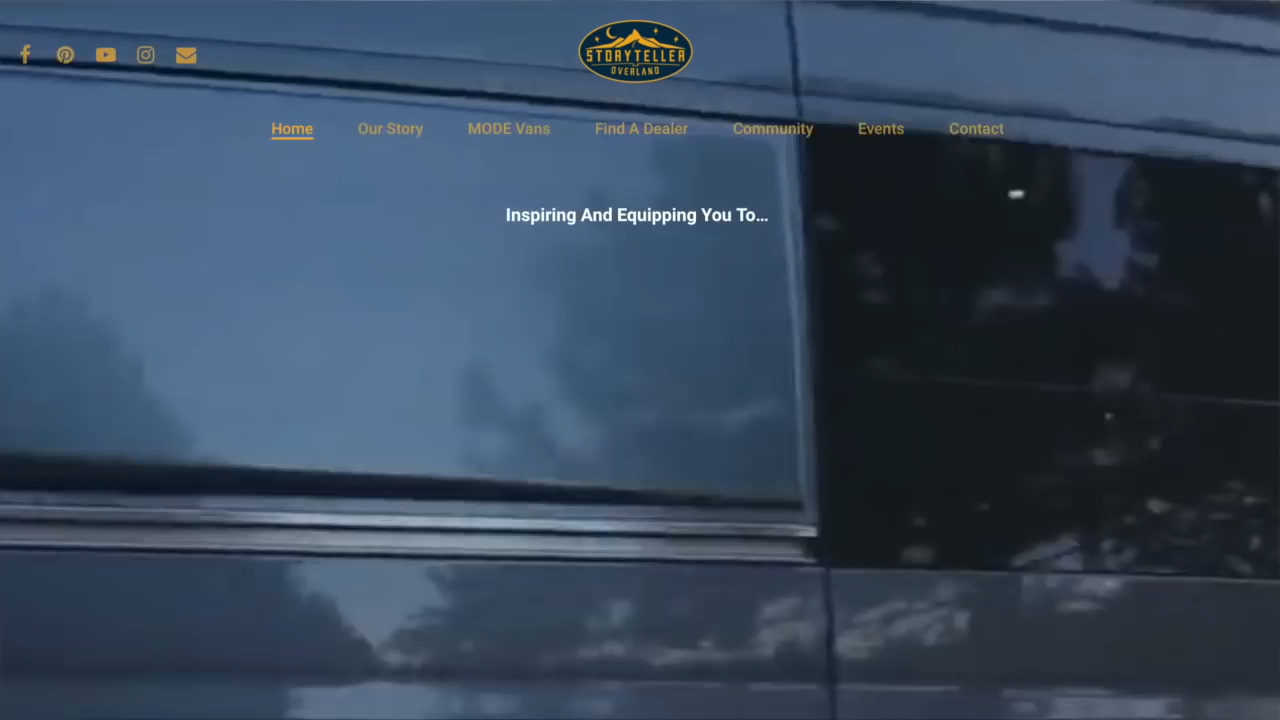 STORYTELLER
OVERLAND
Home Our Story MODE Vans Find A Dealer Community Events Contact
Inspiring And Equipping You To...